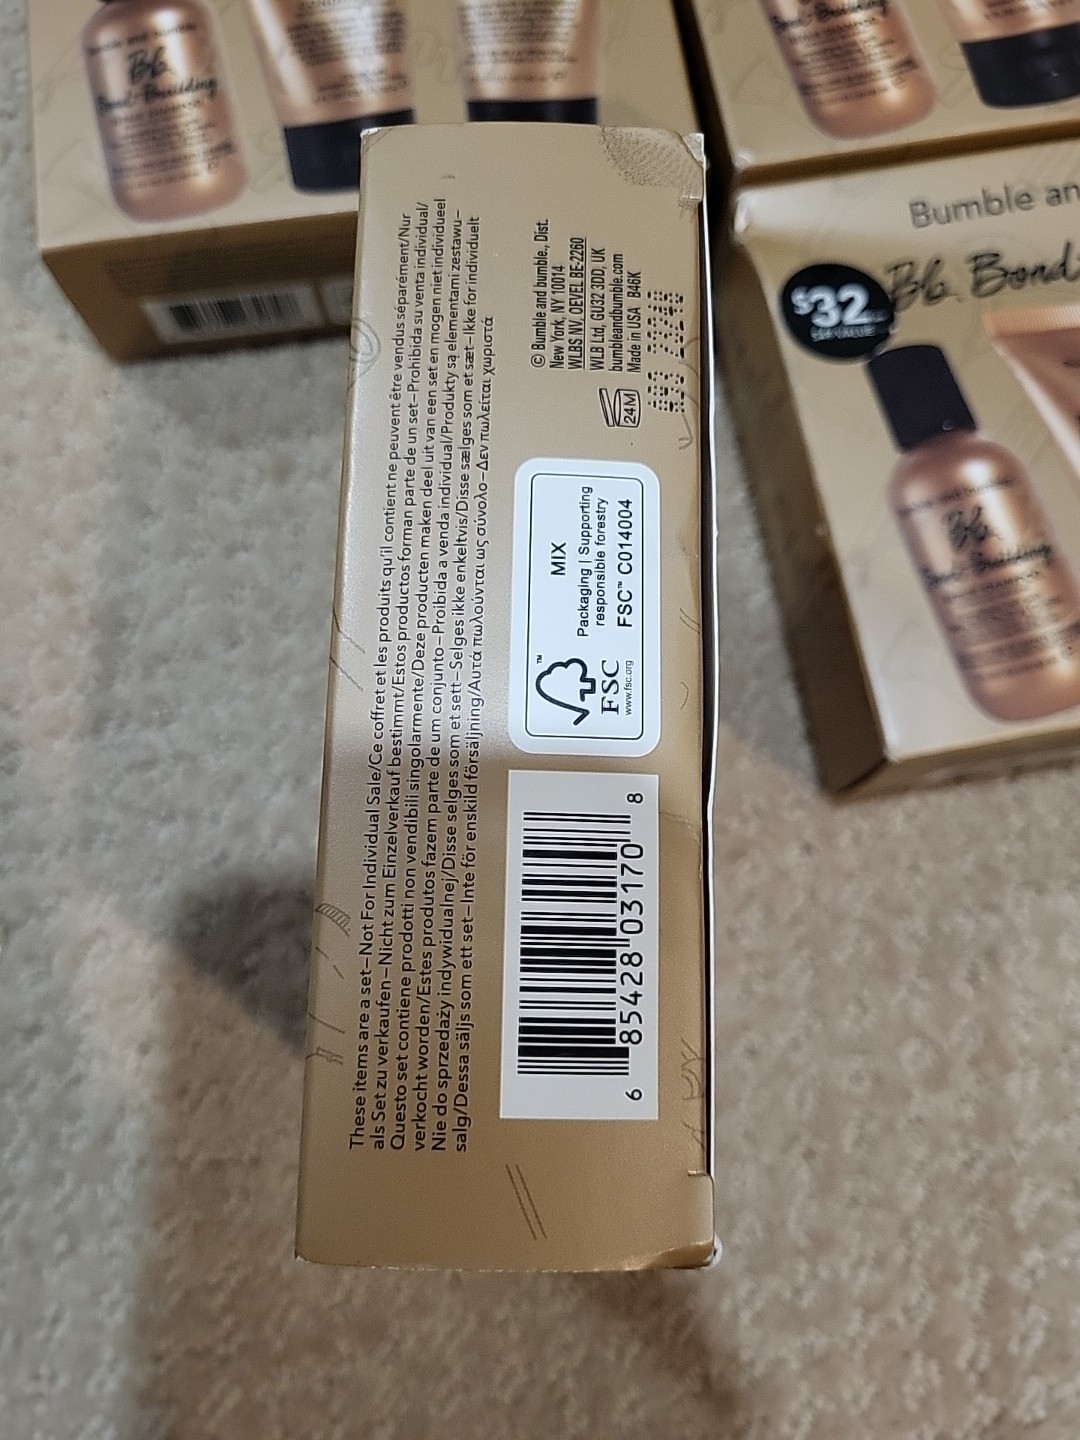 These items are a set–Not For Individual Sale/Ce coffret et les produits qu'il contient ne peuvent être vendus séparément/Nur
als Set zu verkaufen–Nicht zum Einzelverkauf bestimmt/Estos productos forman parte de un set–Prohibida su venta individual/
Questo set contiene prodotti non vendibili singolarmente/Deze producten maken deel uit van een set en mogen niet individueel
verkocht worden/Estes produtos fazem parte de um conjunto–Proibida a venda individual/Produkty są elementami zestawu–
Nie do sprzedaży indywidualnej/Disse selges som et sett–Selges ikke enkeltvis/Disse sælges som et sæt–Ikke for individuelt
salg/Dessa säljs som ett set–Inte för enskild försäljning/Αυτά πωλούνται ως σύνολο–Δεν πωλείται χωριστά
6 85428 03170 8
FSC™
www.fsc.org
MIX
Packaging | Supporting
responsible forestry
FSC™ C014004
24M
© Bumble and bumble., Dist.
New York, NY 10014
WLBS NV, OEVEL BE-2260
WLB Ltd, GU32 3DD, UK
bumbleandbumble.com
Made in USA B46K
Bb.
Bond-Building
Bumble an
Bb. Bond-
$32
Bb.
Bond-Building